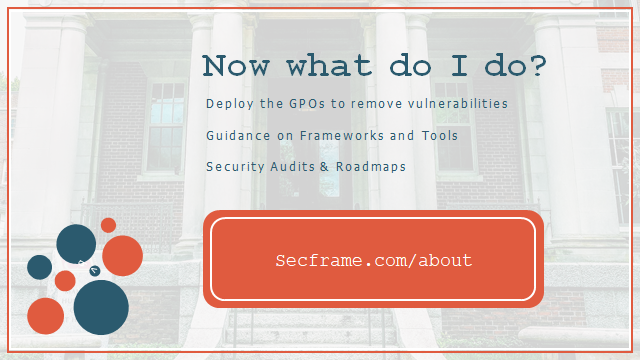 Now what do I do?
Deploy the GPOs to remove vulnerabilities
Guidance on Frameworks and Tools
Security Audits & Roadmaps
Secframe.com/about